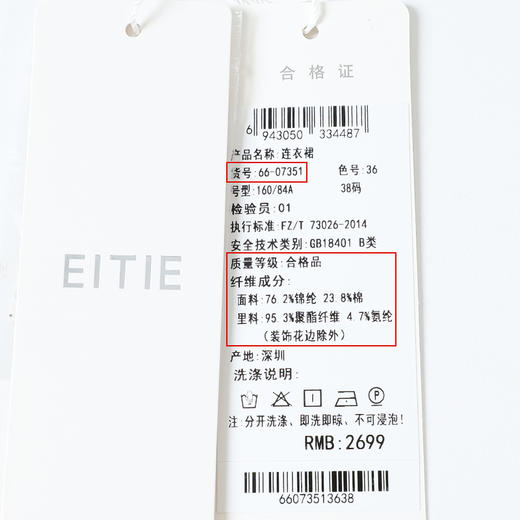 EITIE
合格证
6 943050 334487
产品名称:连衣裙
货号:66-07351 色号:36
号型:160/84A 38码
检验员:01
执行标准:FZ/T 73026-2014
安全技术类别:GB18401 B类
质量等级:合格品
纤维成分:
面料:76.2%锦纶 23.8%棉
里料:95.3%聚酯纤维 4.7%氨纶
(装饰花边除外)
产地:深圳
洗涤说明:
P
注:分开洗涤、即洗即晾、不可浸泡!
RMB:2699
66073513638